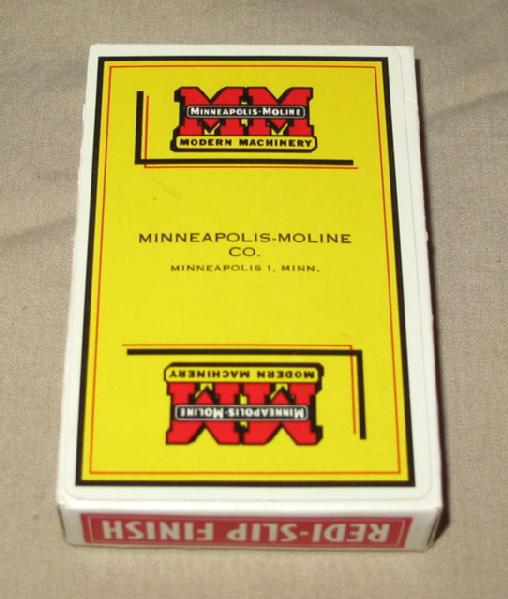 MM
MINNEAPOLIS-MOLINE
MODERN MACHINERY
MINNEAPOLIS-MOLINE
CO.
MINNEAPOLIS 1, MINN.
MODERN MACHINERY
MINNEAPOLIS-MOLINE
MM
REDI-SLIP FINISH